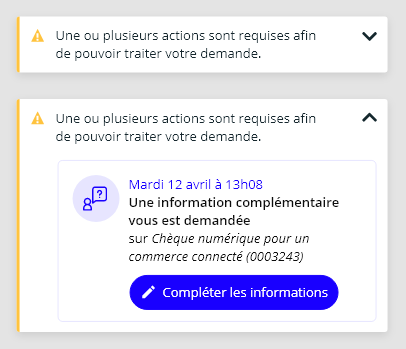 Une ou plusieurs actions sont requises afin
de pouvoir traiter votre demande.
Une ou plusieurs actions sont requises afin
de pouvoir traiter votre demande.
Mardi 12 avril à 13h08
Une information complémentaire
vous est demandée
sur Chèque numérique pour un
commerce connecté (0003243)
Compléter les informations